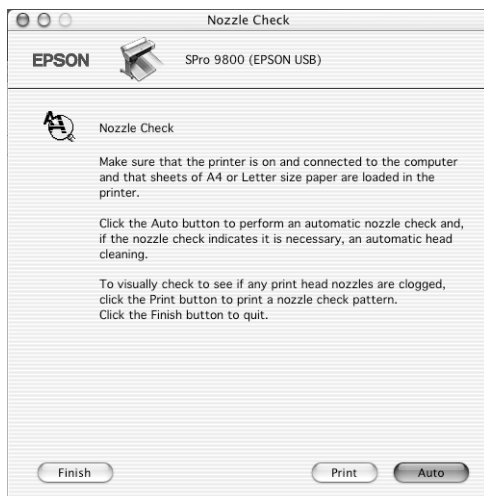 Nozzle Check
EPSON
SPro 9800 (EPSON USB)
Nozzle Check
Make sure that the printer is on and connected to the computer
and that sheets of A4 or Letter size paper are loaded in the
printer.
Click the Auto button to perform an automatic nozzle check and,
if the nozzle check indicates it is necessary, an automatic head
cleaning.
To visually check to see if any print head nozzles are clogged,
click the Print button to print a nozzle check pattern.
Click the Finish button to quit.
Finish
Print
Auto